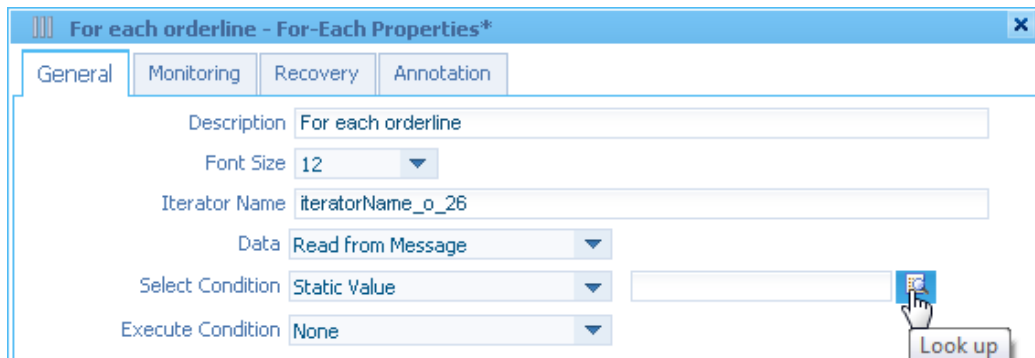 For each orderline - For-Each Properties*
General Monitoring Recovery Annotation
Description For each orderline
Font Size 12
Iterator Name iteratorName_o_26
Data Read from Message
Select Condition Static Value
Execute Condition None
Look up